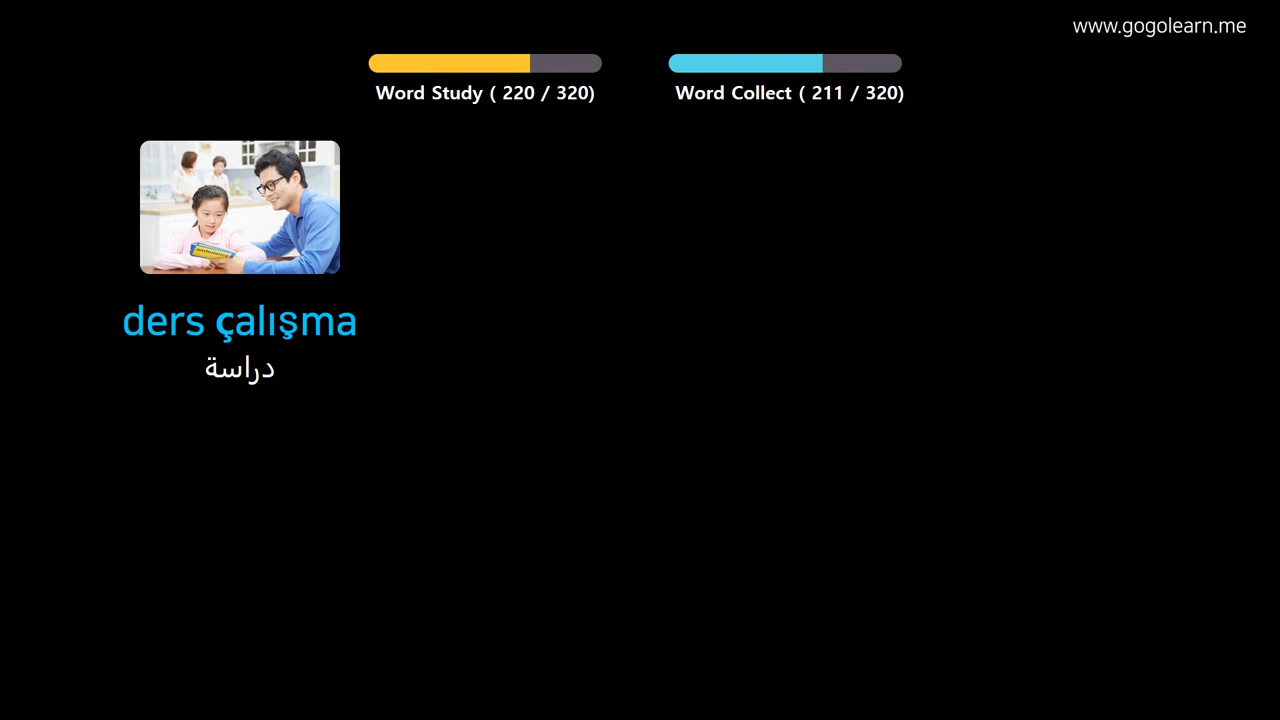 www.gogolearn.me
Word Study ( 220 / 320)
Word Collect ( 211 / 320)
ders çalışma
دراسة